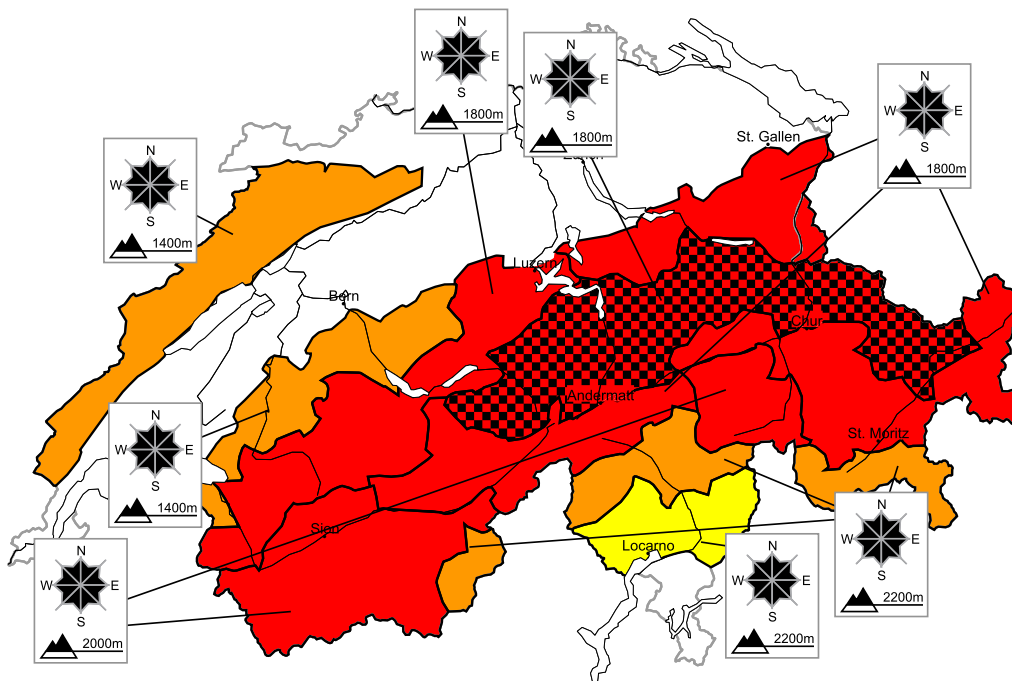 N
W E
S
1800m
N
W E
S
1800m
N
W E
S
1800m
St. Gallen
N
W E
S
1400m
Luzern
Bern
Chur
Andermatt
St. Moritz
N
W E
S
1400m
Sion
Locarno
N
W E
S
2200m
N
W E
S
2200m
N
W E
S
2000m